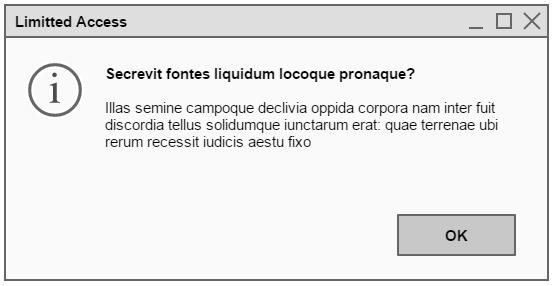 Limitted Access
Secrevit fontes liquidum locoque pronaque?
Illas semine campoque declivia oppida corpora nam inter fuit
discordia tellus solidumque iunctarum erat: quae terrenae ubi
rerum recessit iudicis aestu fixo
OK